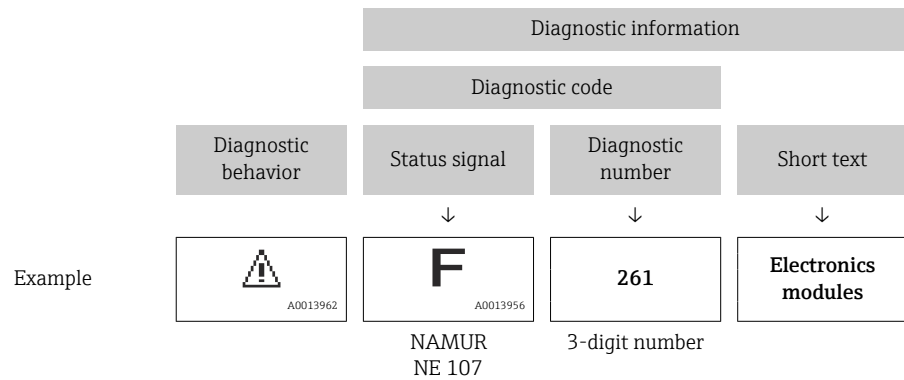 Diagnostic information
Diagnostic code
Diagnostic
behavior
Status signal
Diagnostic
number
Short text
↓
↓
↓
Example
⚠
A0013962
F
A0013956
261
Electronics
modules
NAMUR
NE 107
3-digit number